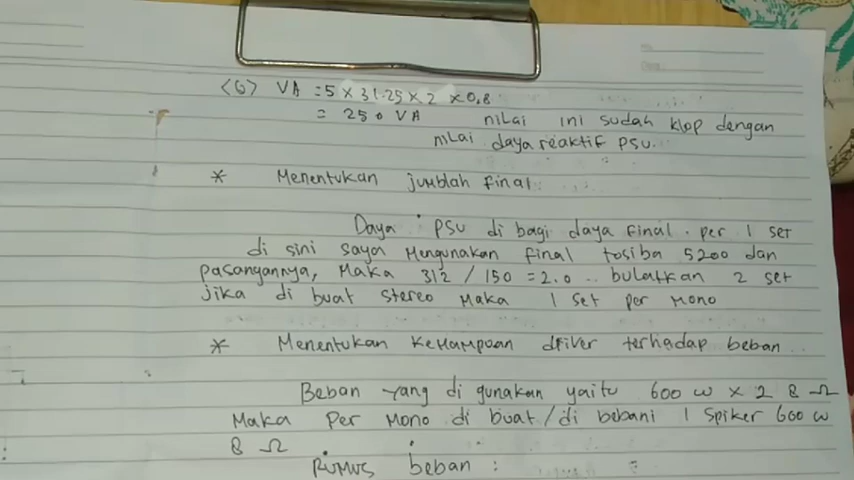 <6> VA = 5 x 31.25 x 2 x 0,8
= 250 VA nilai ini sudah klop dengan
nilai daya reaktif PSU.
* Menentukan jumblah final.
Daya PSU di bagi daya final . per 1 set
di sini saya Mengunakan final tosiba 5200 dan
pasangannya, Maka 312 / 150 = 2.0 .. bulatkan 2 set
jika di buat stereo Maka 1 set per Mono
* Menentukan Kemampuan driver terhadap beban ..
Beban yang di gunakan yaitu 600 w x 2 8 Ω
Maka Per Mono di buat/di bebani 1 Spiker 600 w
8 Ω
RUMUS beban :